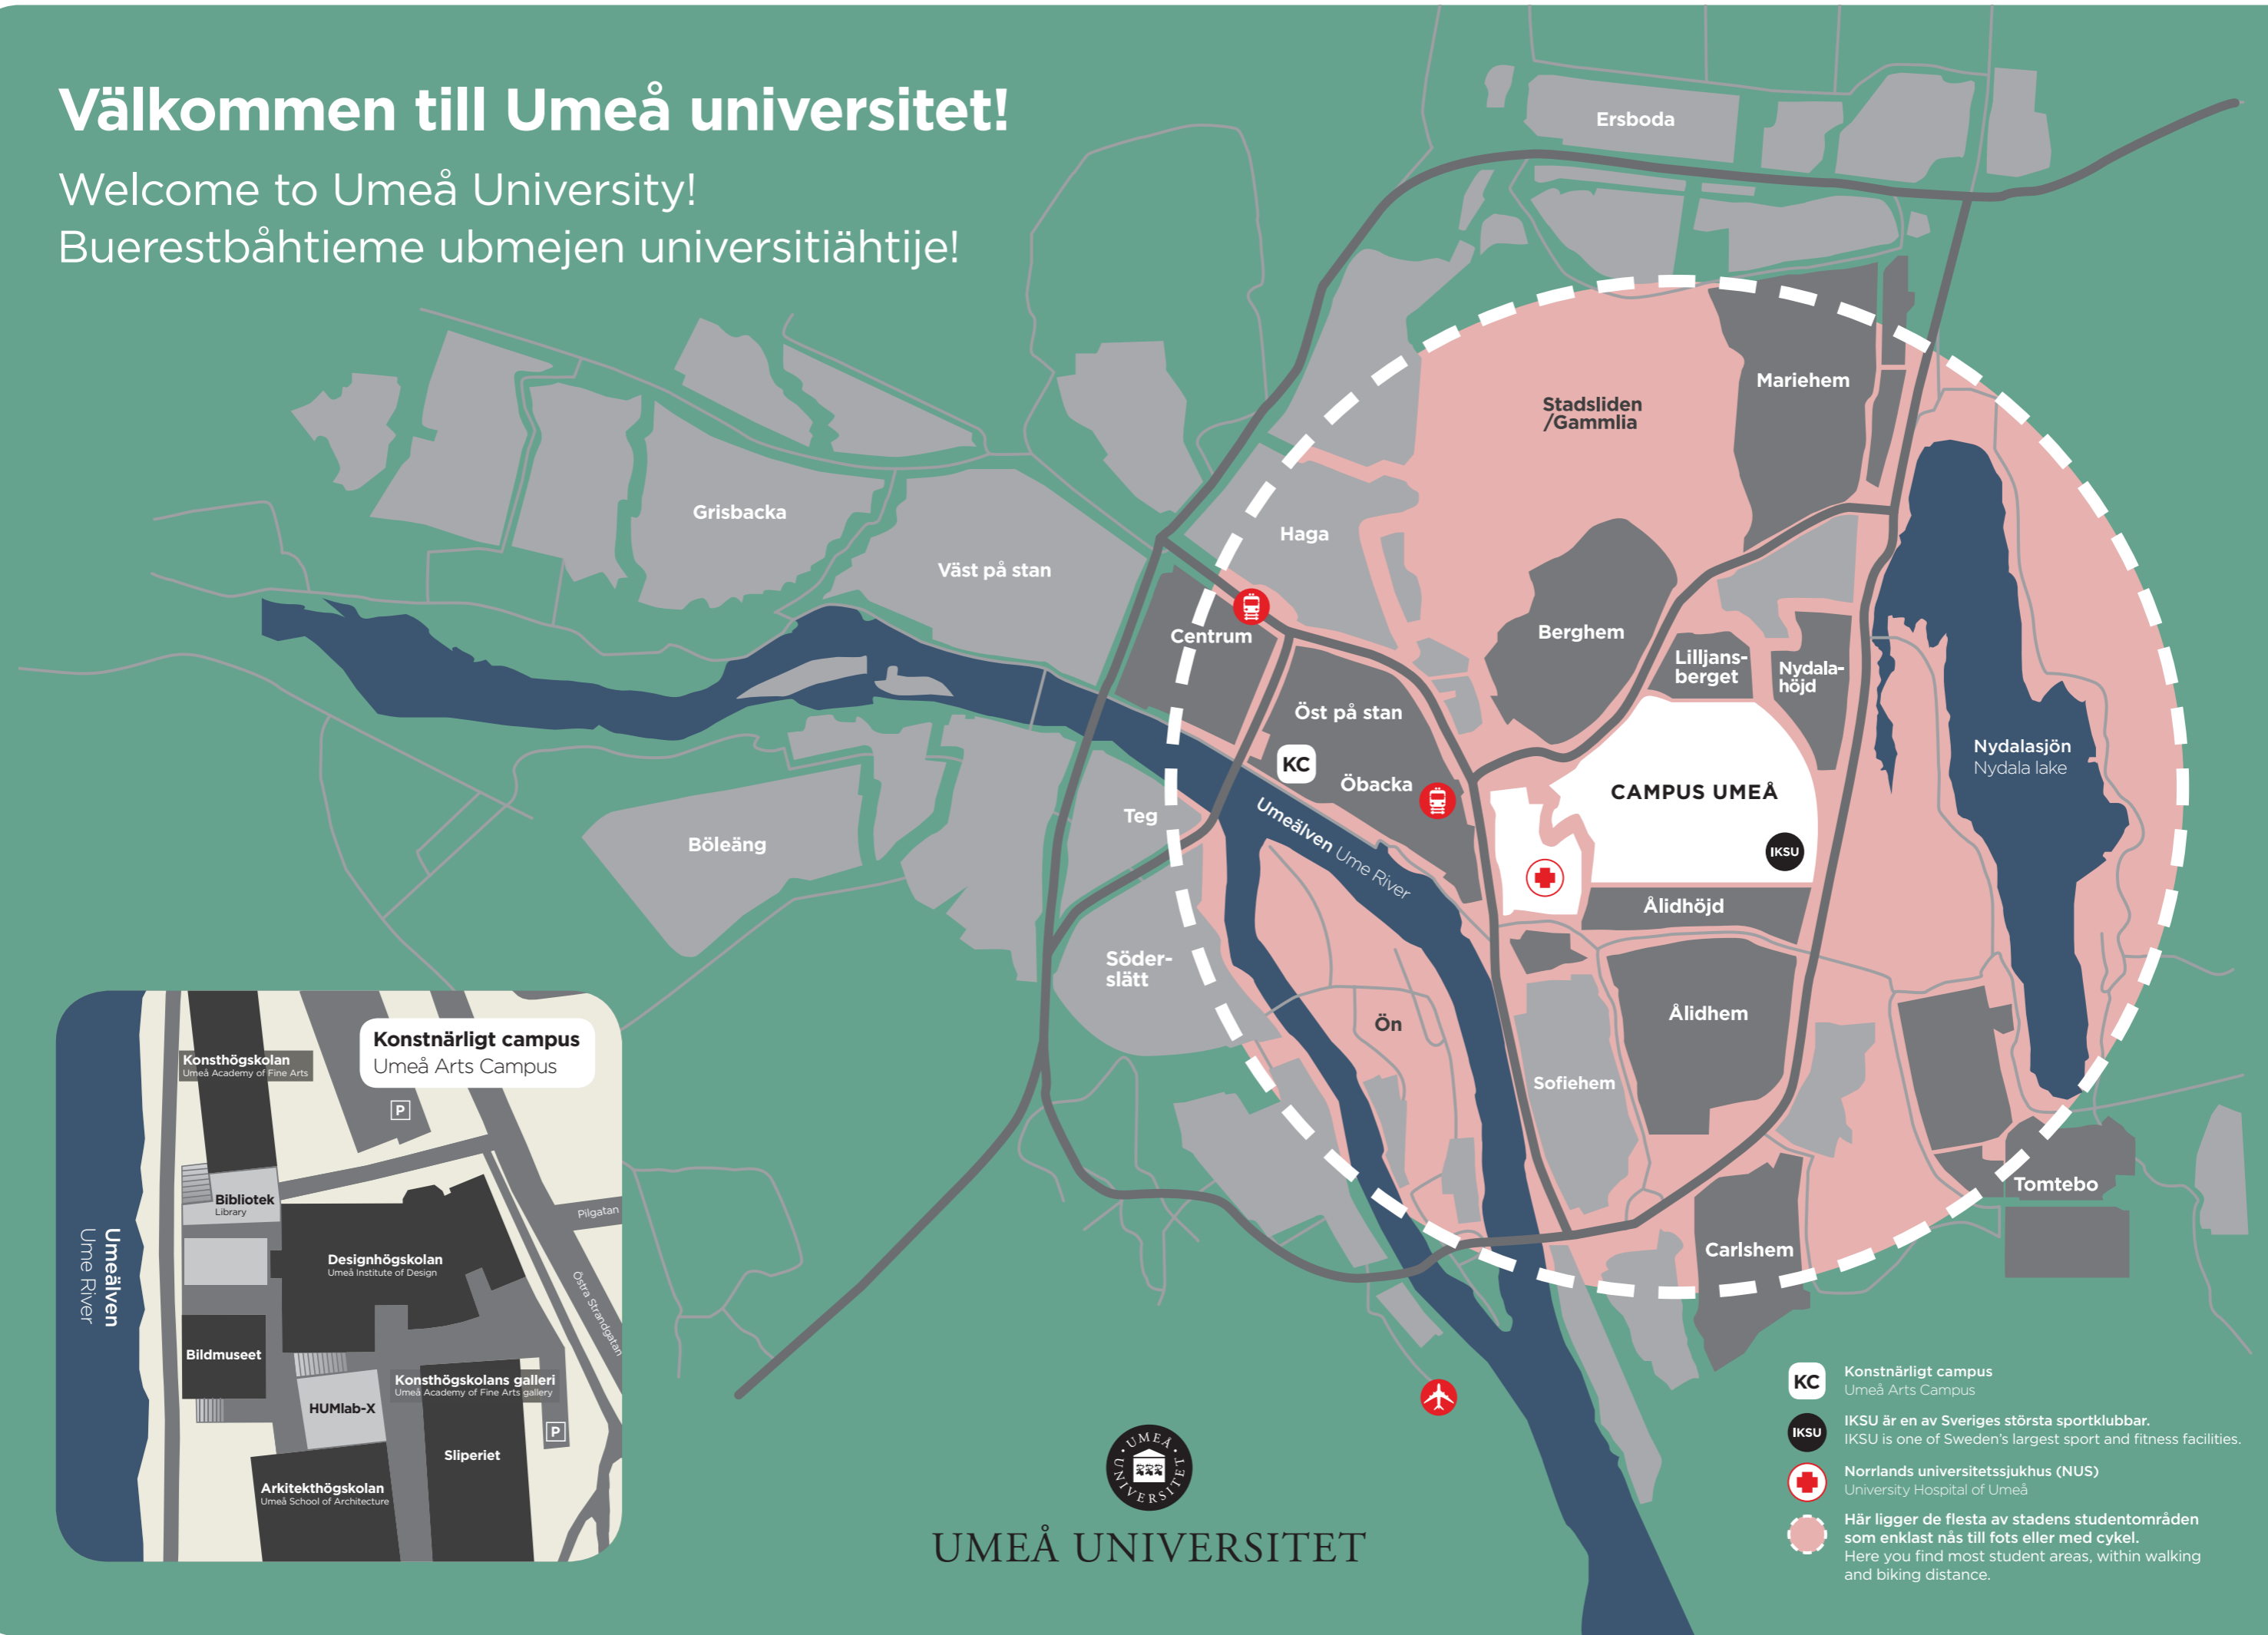 Välkommen till Umeå universitet!
Welcome to Umeå University!
Buerestbåhtieme ubmejen universitiähtije!
Ersboda
Mariehem
Stadsliden
/Gammlia
Grisbacka
Haga
Väst på stan
Centrum
Berghem
Lilljans-
berget
Nydala-
höjd
Öst på stan
KC
Öbacka
Nydalasjön
Nydala lake
CAMPUS UMEÅ
IKSU
Teg
Umeälven Ume River
Böleäng
Ålidhöjd
Söder-
slätt
Ön
Ålidhem
Sofiehem
Tomtebo
Carlshem
Konstnärligt campus
Umeå Arts Campus
Konsthögskolan
Umeå Academy of Fine Arts
P
Bibliotek
Library
Pilgatan
Designhögskolan
Umeå Institute of Design
Umeälven
Ume River
Östra Strandgatan
Bildmuseet
Konsthögskolans galleri
Umeå Academy of Fine Arts gallery
HUMlab-X
P
Sliperiet
Arkitekthögskolan
Umeå School of Architecture
UMEÅ UNIVERSITET
UMEÅ UNIVERSITET
KC
Konstnärligt campus
Umeå Arts Campus
IKSU
IKSU är en av Sveriges största sportklubbar.
IKSU is one of Sweden's largest sport and fitness facilities.
Norrlands universitetssjukhus (NUS)
University Hospital of Umeå
Här ligger de flesta av stadens studentområden
som enklast nås till fots eller med cykel.
Here you find most student areas, within walking
and biking distance.